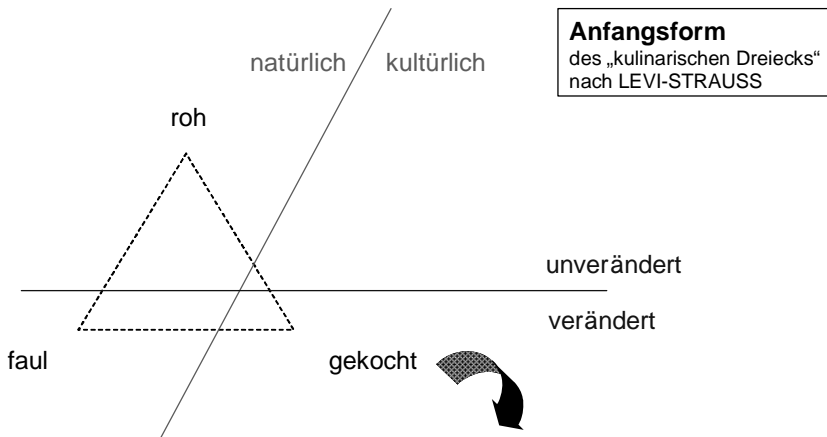 Anfangsform
des „kulinarischen Dreiecks“
nach LEVI-STRAUSS
natürlich kultürlich
roh
unverändert
verändert
faul gekocht